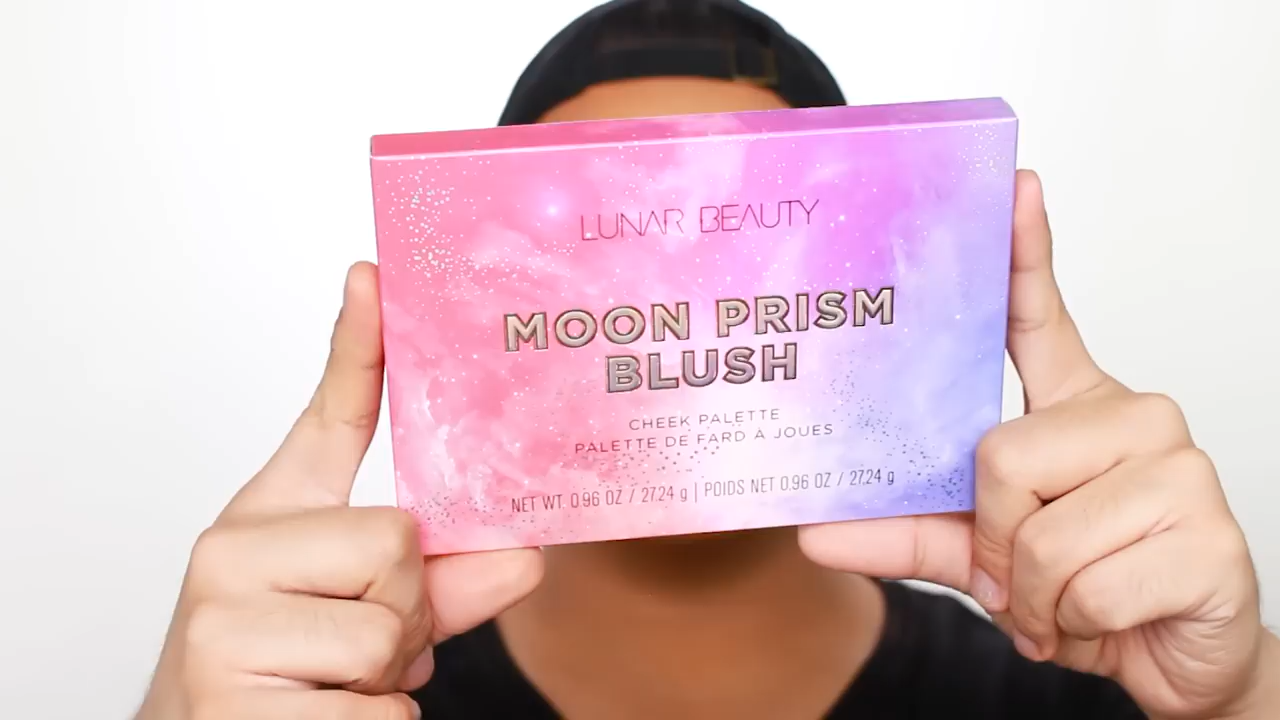 LUNAR BEAUTY
MOON PRISM
BLUSH
CHEEK PALETTE
PALETTE DE FARD À JOUES
NET WT. 0.96 OZ / 27.24 g | POIDS NET 0.96 OZ / 27.24 g